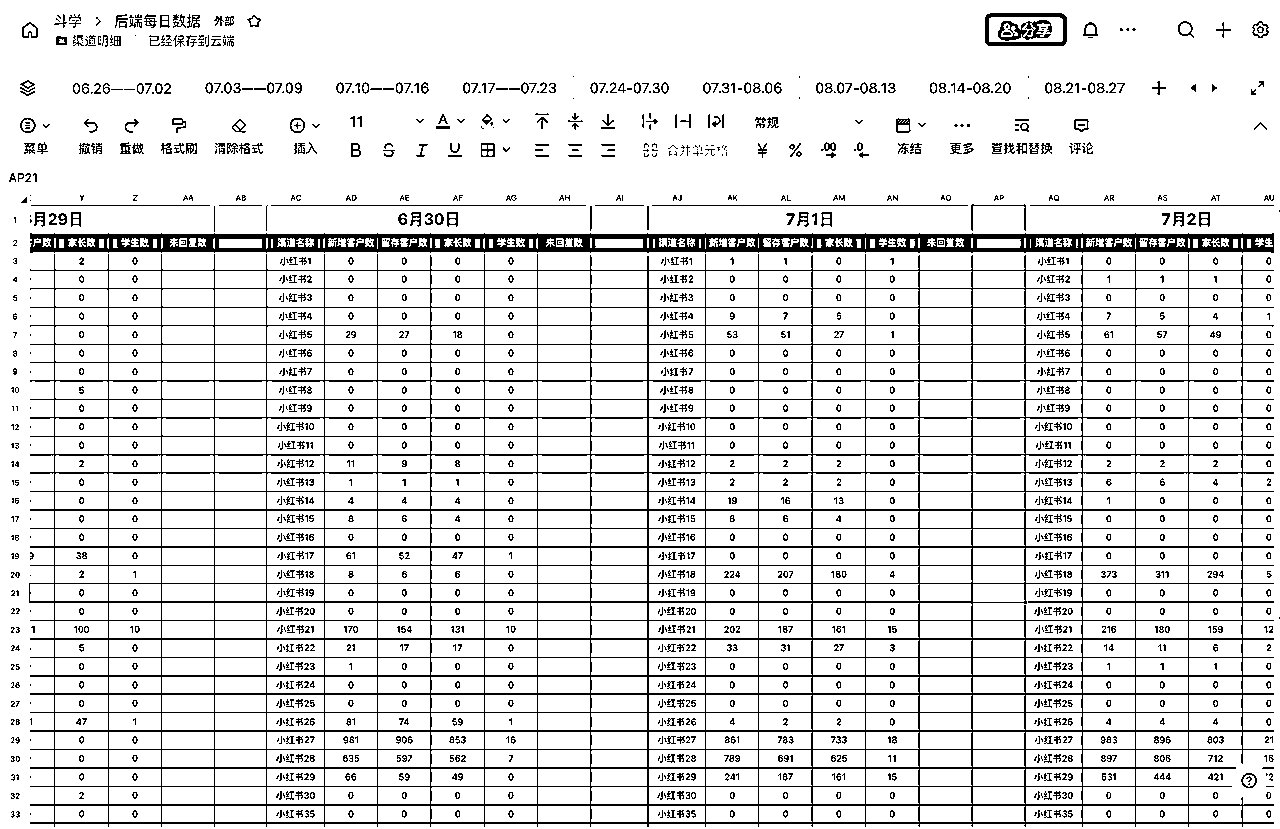 斗学 > 后端每日数据 外部
渠道明细 已经保存到云端
分享
06.26——07.02 07.03——07.09 07.10——07.16 07.17——07.23 07.24-07.30 07.31-08.06 08.07-08.13 08.14-08.20 08.21-08.27
11 常规
菜单 撤销 重做 格式刷 清除格式 插入 合并单元格 冻结 更多 查找和替换 评论
AP21
Y Z AA AB AC AD AE AF AG AH AI AJ AK AL AM AN AO AP AQ AR AS AT AU
1 月29日 6月30日 7月1日 7月2日
2 户数 家长数 学生数 未回复数 渠道名称 新增客户数 留存客户数 家长数 学生数 未回复数 渠道名称 新增客户数 留存客户数 家长数 学生数 未回复数 渠道名称 新增客户数 留存客户数 家长数 学生
3 2 0 小红书1 0 0 0 0 小红书1 1 1 0 1 小红书1 0 0 0 0
4 0 0 小红书2 0 0 0 0 小红书2 0 0 0 0 小红书2 1 1 1 0
5 0 0 小红书3 0 0 0 0 小红书3 0 0 0 0 小红书3 0 0 0 0
6 0 0 小红书4 0 0 0 0 小红书4 9 7 5 0 小红书4 7 5 4 1
7 0 0 小红书5 29 27 18 0 小红书5 53 51 27 1 小红书5 61 57 49 0
8 0 0 小红书6 0 0 0 0 小红书6 0 0 0 0 小红书6 0 0 0 0
9 0 0 小红书7 0 0 0 0 小红书7 0 0 0 0 小红书7 0 0 0 0
10 5 0 小红书8 0 0 0 0 小红书8 0 0 0 0 小红书8 0 0 0 0
11 0 0 小红书9 0 0 0 0 小红书9 0 0 0 0 小红书9 0 0 0 0
12 0 0 小红书10 0 0 0 0 小红书10 0 0 0 0 小红书10 0 0 0 0
13 0 0 小红书11 0 0 0 0 小红书11 0 0 0 0 小红书11 0 0 0 0
14 2 0 小红书12 11 9 8 0 小红书12 2 2 2 0 小红书12 2 2 2 0
15 0 0 小红书13 1 1 1 0 小红书13 2 2 2 0 小红书13 6 6 4 2
16 0 0 小红书14 4 4 4 0 小红书14 19 16 13 0 小红书14 1 0 0 0
17 0 0 小红书15 8 6 4 0 小红书15 6 6 4 0 小红书15 0 0 0 0
18 0 0 小红书16 0 0 0 0 小红书16 0 0 0 0 小红书16 0 0 0 0
19 38 0 小红书17 61 52 47 1 小红书17 0 0 0 0 小红书17 0 0 0 0
20 2 1 小红书18 8 6 6 0 小红书18 224 207 180 4 小红书18 373 311 294 5
21 0 0 小红书19 0 0 0 0 小红书19 0 0 0 0 小红书19 0 0 0 0
22 0 0 小红书20 0 0 0 0 小红书20 0 0 0 0 小红书20 0 0 0 0
23 100 10 小红书21 170 154 131 10 小红书21 202 187 161 15 小红书21 216 180 159 12
24 5 0 小红书22 21 17 17 0 小红书22 33 31 27 3 小红书22 14 11 6 2
25 0 0 小红书23 1 0 0 0 小红书23 0 0 0 0 小红书23 1 1 1 0
26 0 0 小红书24 0 0 0 0 小红书24 0 0 0 0 小红书24 0 0 0 0
27 0 0 小红书25 0 0 0 0 小红书25 0 0 0 0 小红书25 0 0 0 0
28 47 1 小红书26 81 74 59 1 小红书26 4 2 2 0 小红书26 4 4 4 0
29 0 0 小红书27 981 906 853 16 小红书27 861 783 733 18 小红书27 983 896 803 21
30 0 0 小红书28 635 597 562 7 小红书28 789 691 625 11 小红书28 897 806 712 16
31 0 0 小红书29 66 59 49 0 小红书29 241 187 161 15 小红书29 531 444 421
32 2 0 小红书30 0 0 0 0 小红书30 0 0 0 0 小红书30 0 0 0 0
33 0 0 小红书35 0 0 0 0 小红书35 0 0 0 0 小红书35 0 0 0 0